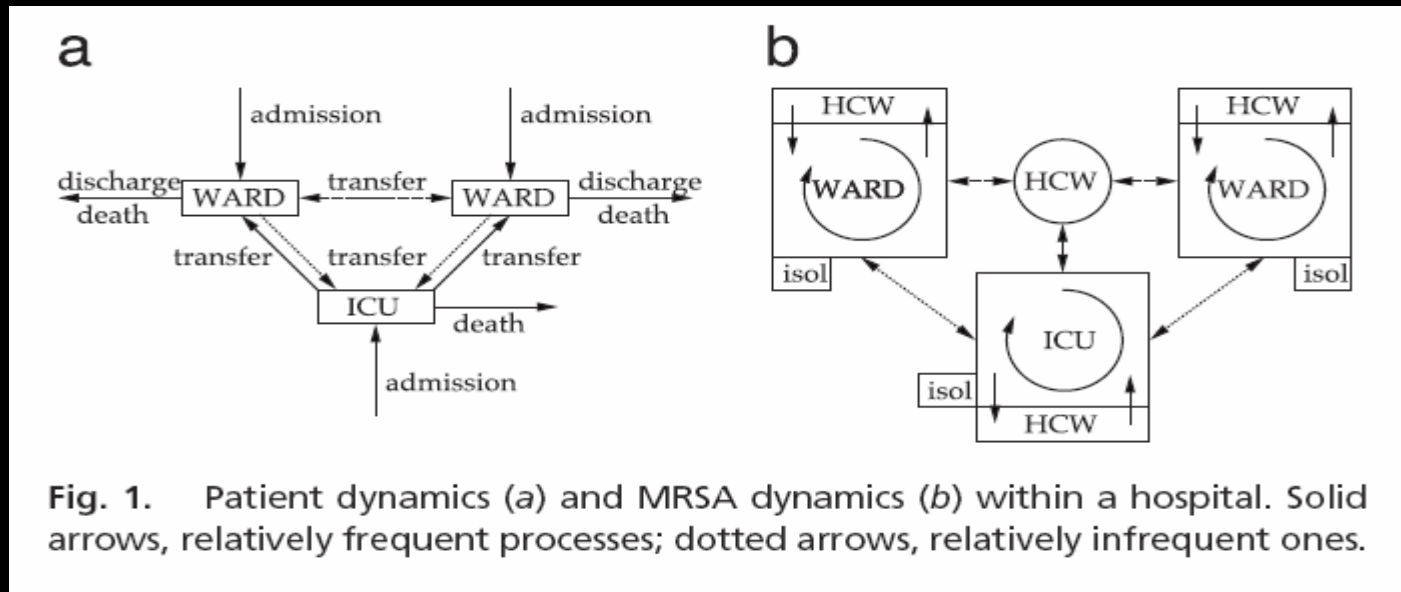 a
admission
admission
discharge
WARD
transfer
WARD
discharge
death
death
transfer
transfer
transfer
ICU
death
admission
b
HCW
HCW
WARD
HCW
WARD
isol
isol
ICU
isol
HCW
Fig. 1. Patient dynamics (a) and MRSA dynamics (b) within a hospital. Solid
arrows, relatively frequent processes; dotted arrows, relatively infrequent ones.